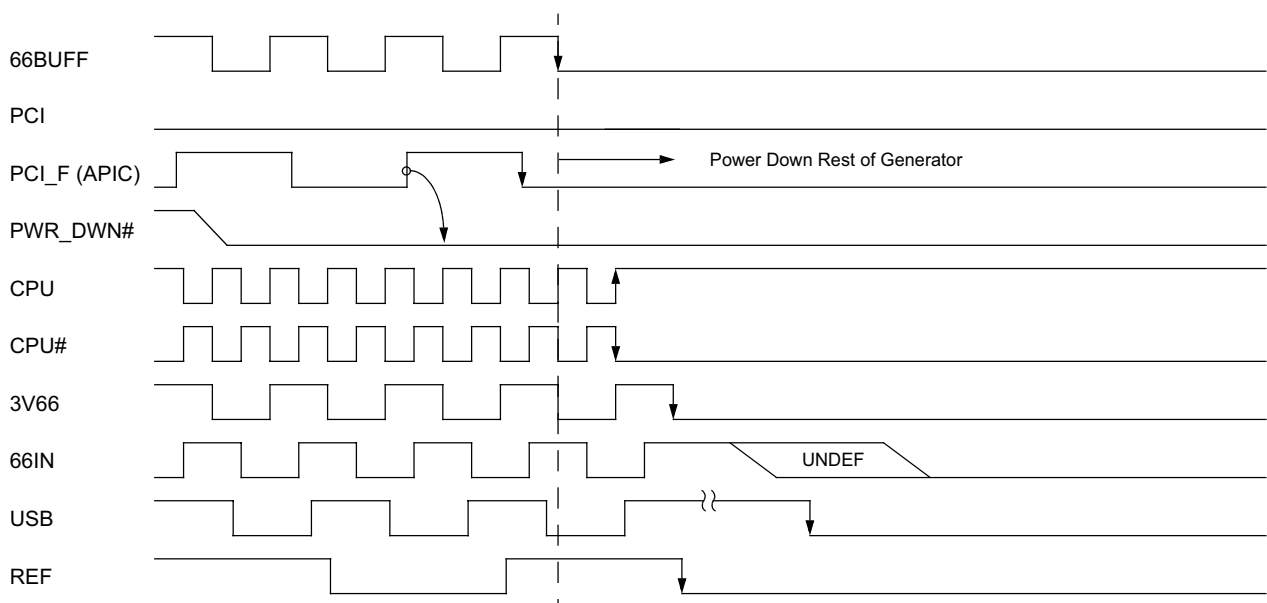 66BUFF
PCI
PCI_F (APIC)
Power Down Rest of Generator
PWR_DWN#
CPU
CPU#
3V66
66IN
UNDEF
USB
REF